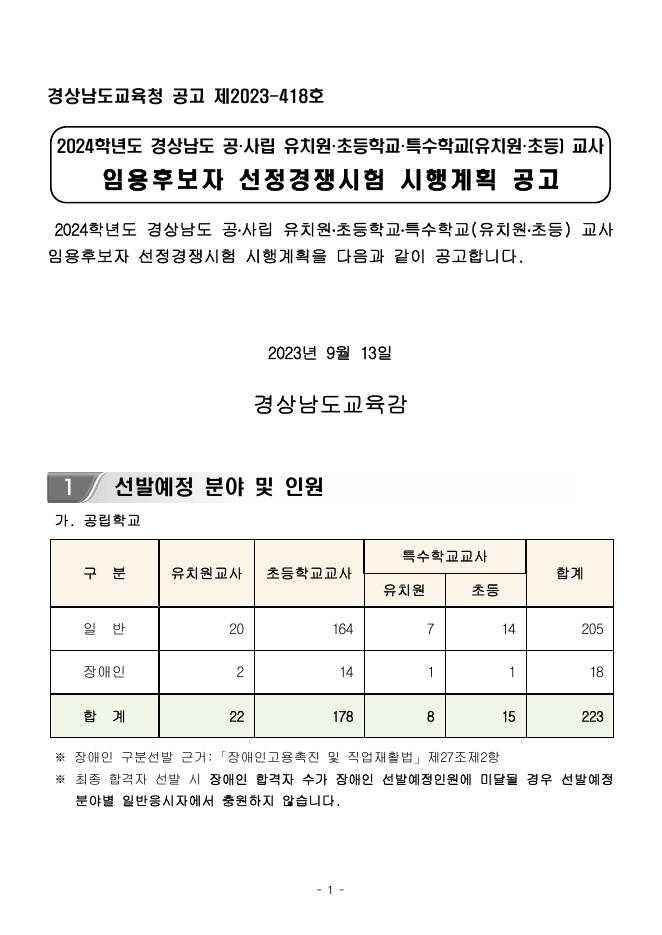 경상남도교육청 공고 제2023-418호
2024학년도 경상남도 공·사립 유치원·초등학교·특수학교(유치원·초등) 교사
임용후보자 선정경쟁시험 시행계획 공고
2024학년도 경상남도 공·사립 유치원·초등학교·특수학교(유치원·초등) 교사
임용후보자 선정경쟁시험 시행계획을 다음과 같이 공고합니다.
2023년 9월 13일
경상남도교육감
1 선발예정 분야 및 인원
가. 공립학교
구 분 유치원교사 초등학교교사 특수학교교사 합계
유치원 초등
일 반 20 164 7 14 205
장애인 2 14 1 1 18
합 계 22 178 8 15 223
※ 장애인 구분선발 근거:「장애인고용촉진 및 직업재활법」제27조제2항
※ 최종 합격자 선발 시 장애인 합격자 수가 장애인 선발예정인원에 미달될 경우 선발예정
분야별 일반응시자에서 충원하지 않습니다.
- 1 -